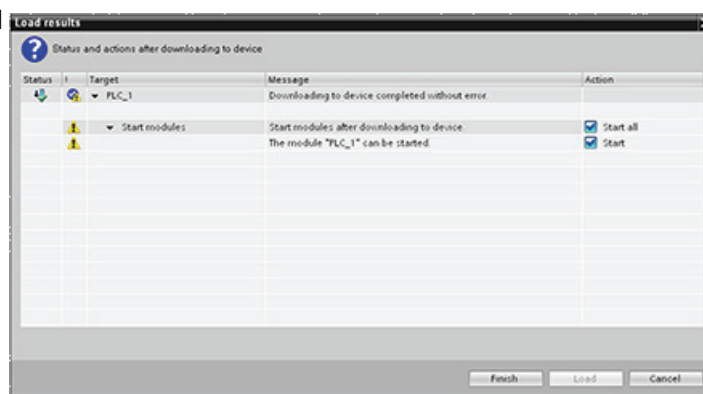 Load results
Status and actions after downloading to device
Status ! Target Message Action
PLC_1 Downloading to device completed without error.
Start modules Start modules after downloading to device. Start all
The module "PLC_1" can be started. Start
Finish Load Cancel